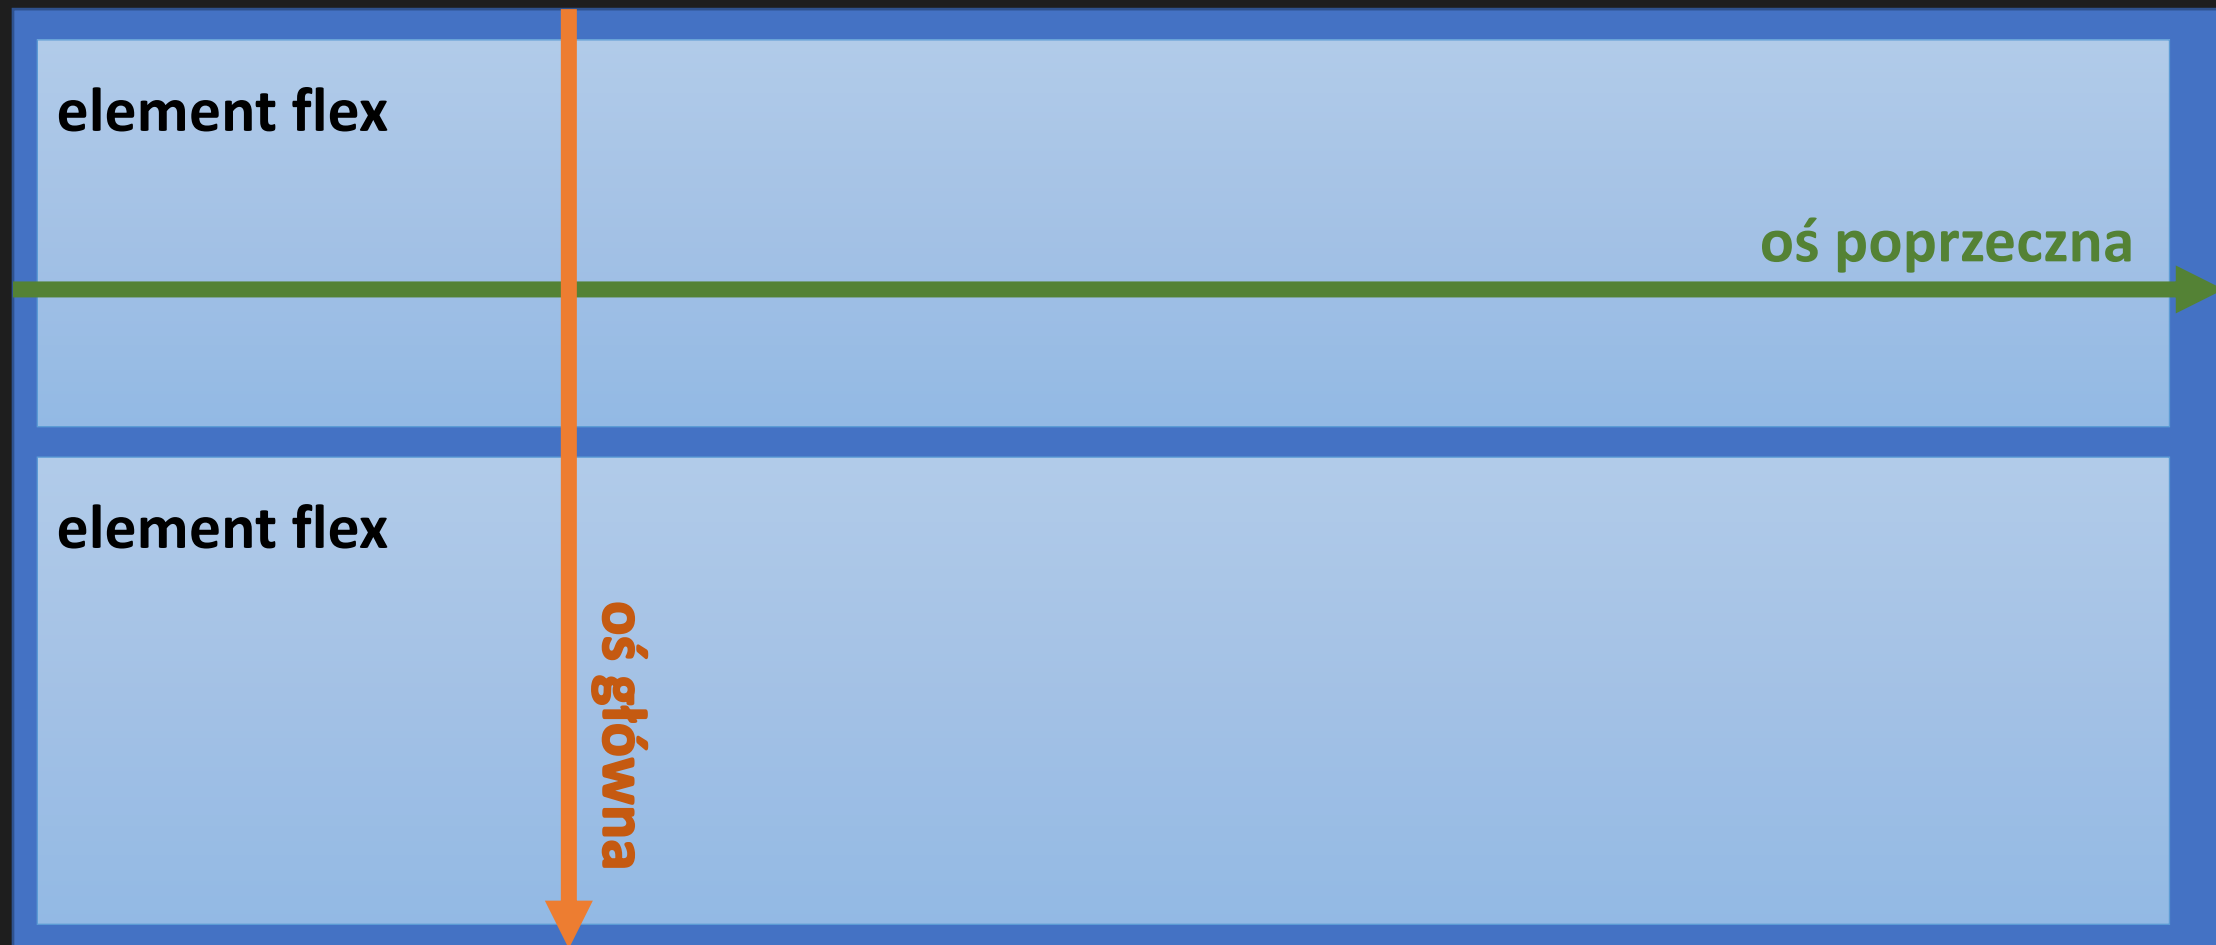 element flex
oś poprzeczna
element flex
oś główna